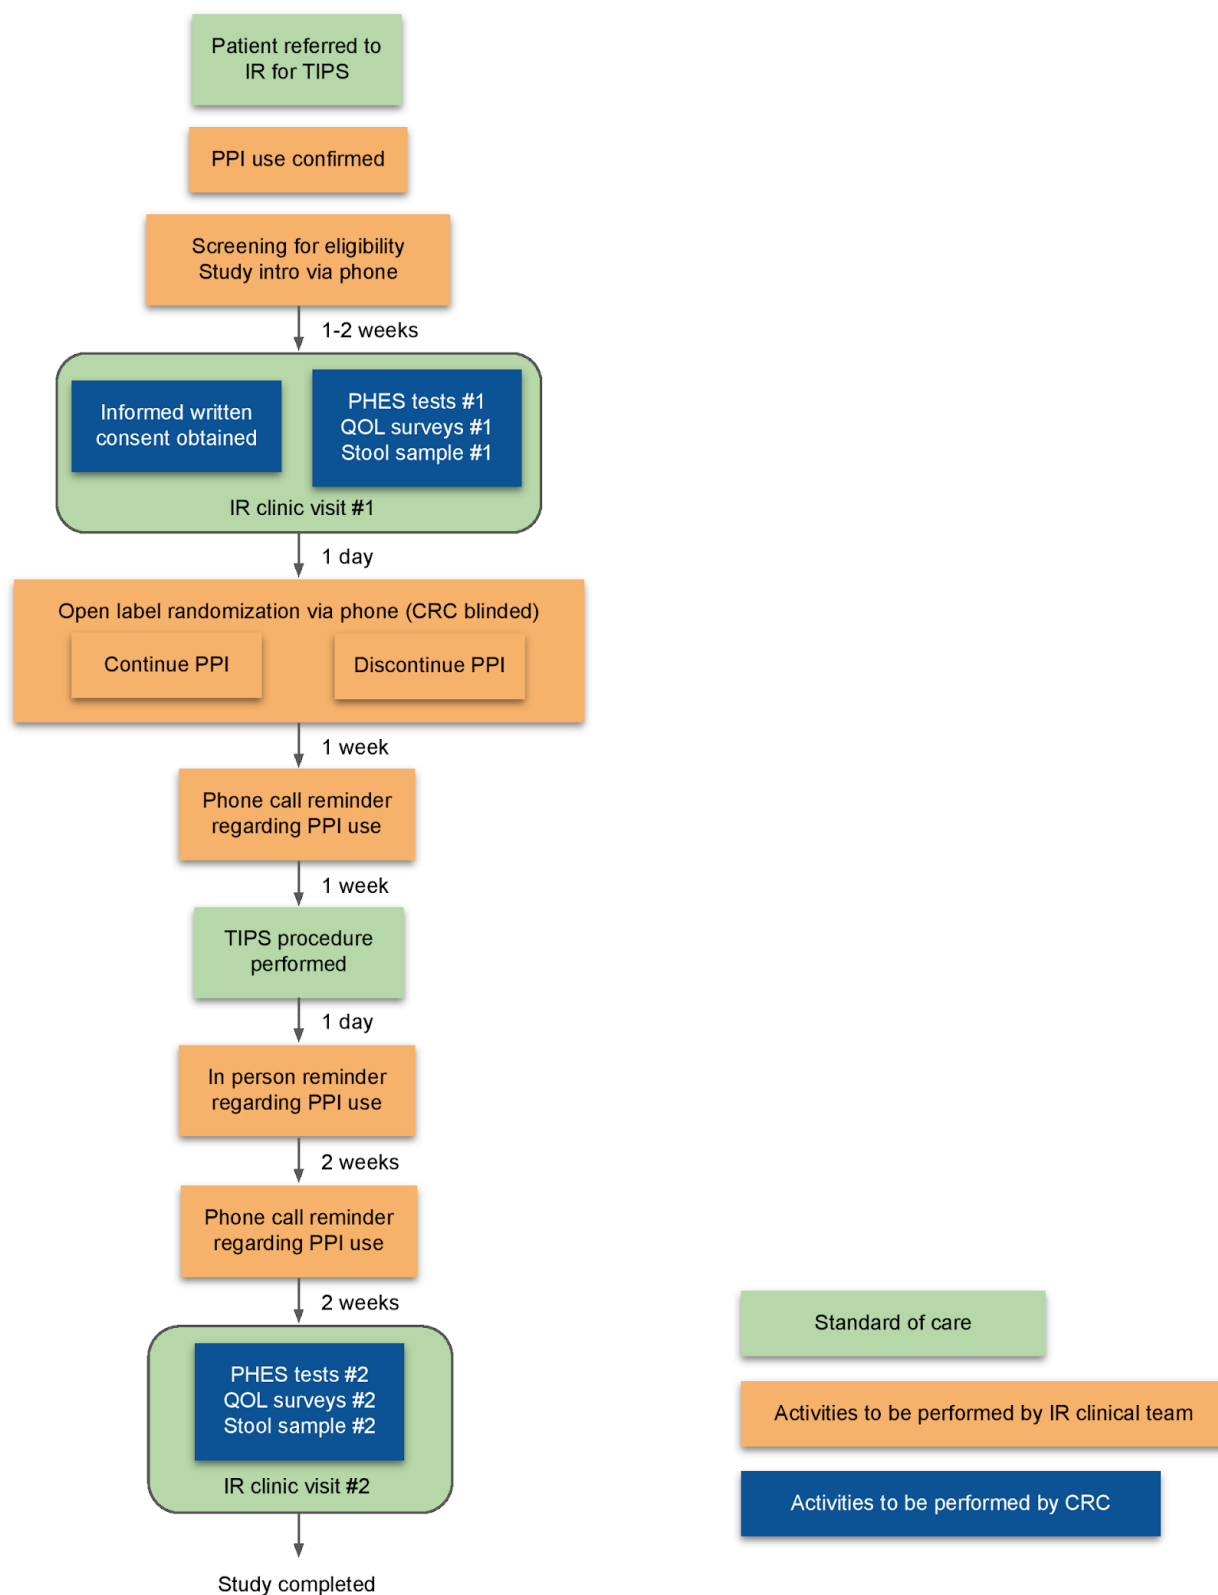 Patient referred to
IR for TIPS
PPI use confirmed
Screening for eligibility
Study intro via phone
1-2 weeks
Informed written
consent obtained
PHES tests #1
QOL surveys #1
Stool sample #1
IR clinic visit #1
1 day
Open label randomization via phone (CRC blinded)
Continue PPI
Discontinue PPI
1 week
Phone call reminder
regarding PPI use
1 week
TIPS procedure
performed
1 day
In person reminder
regarding PPI use
2 weeks
Phone call reminder
regarding PPI use
2 weeks
PHES tests #2
QOL surveys #2
Stool sample #2
IR clinic visit #2
Study completed
Standard of care
Activities to be performed by IR clinical team
Activities to be performed by CRC